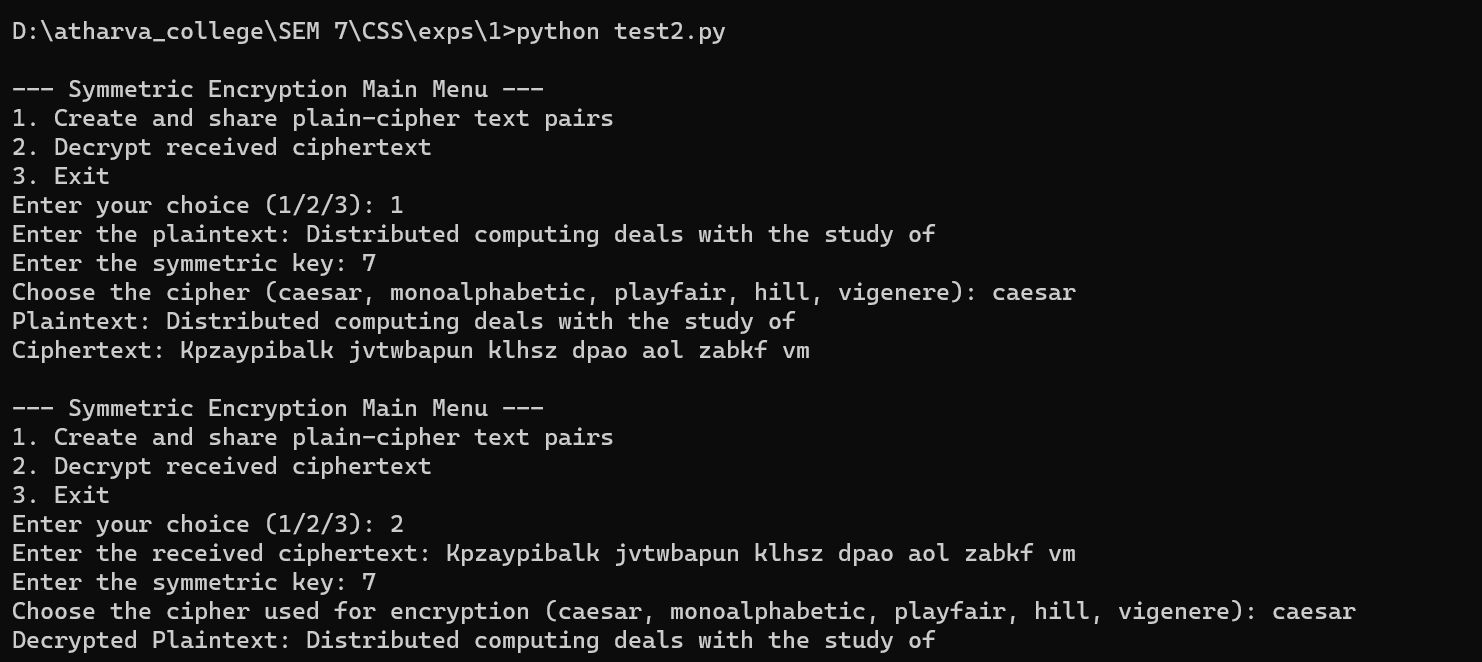 D:\atharva_college\SEM 7\CSS\exps\1>python test2.py
--- Symmetric Encryption Main Menu ---
1. Create and share plain-cipher text pairs
2. Decrypt received ciphertext
3. Exit
Enter your choice (1/2/3): 1
Enter the plaintext: Distributed computing deals with the study of
Enter the symmetric key: 7
Choose the cipher (caesar, monoalphabetic, playfair, hill, vigenere): caesar
Plaintext: Distributed computing deals with the study of
Ciphertext: Kpzaypibalk jvtwbapun klhsz dpao aol zabkf vm
--- Symmetric Encryption Main Menu ---
1. Create and share plain-cipher text pairs
2. Decrypt received ciphertext
3. Exit
Enter your choice (1/2/3): 2
Enter the received ciphertext: Kpzaypibalk jvtwbapun klhsz dpao aol zabkf vm
Enter the symmetric key: 7
Choose the cipher used for encryption (caesar, monoalphabetic, playfair, hill, vigenere): caesar
Decrypted Plaintext: Distributed computing deals with the study of